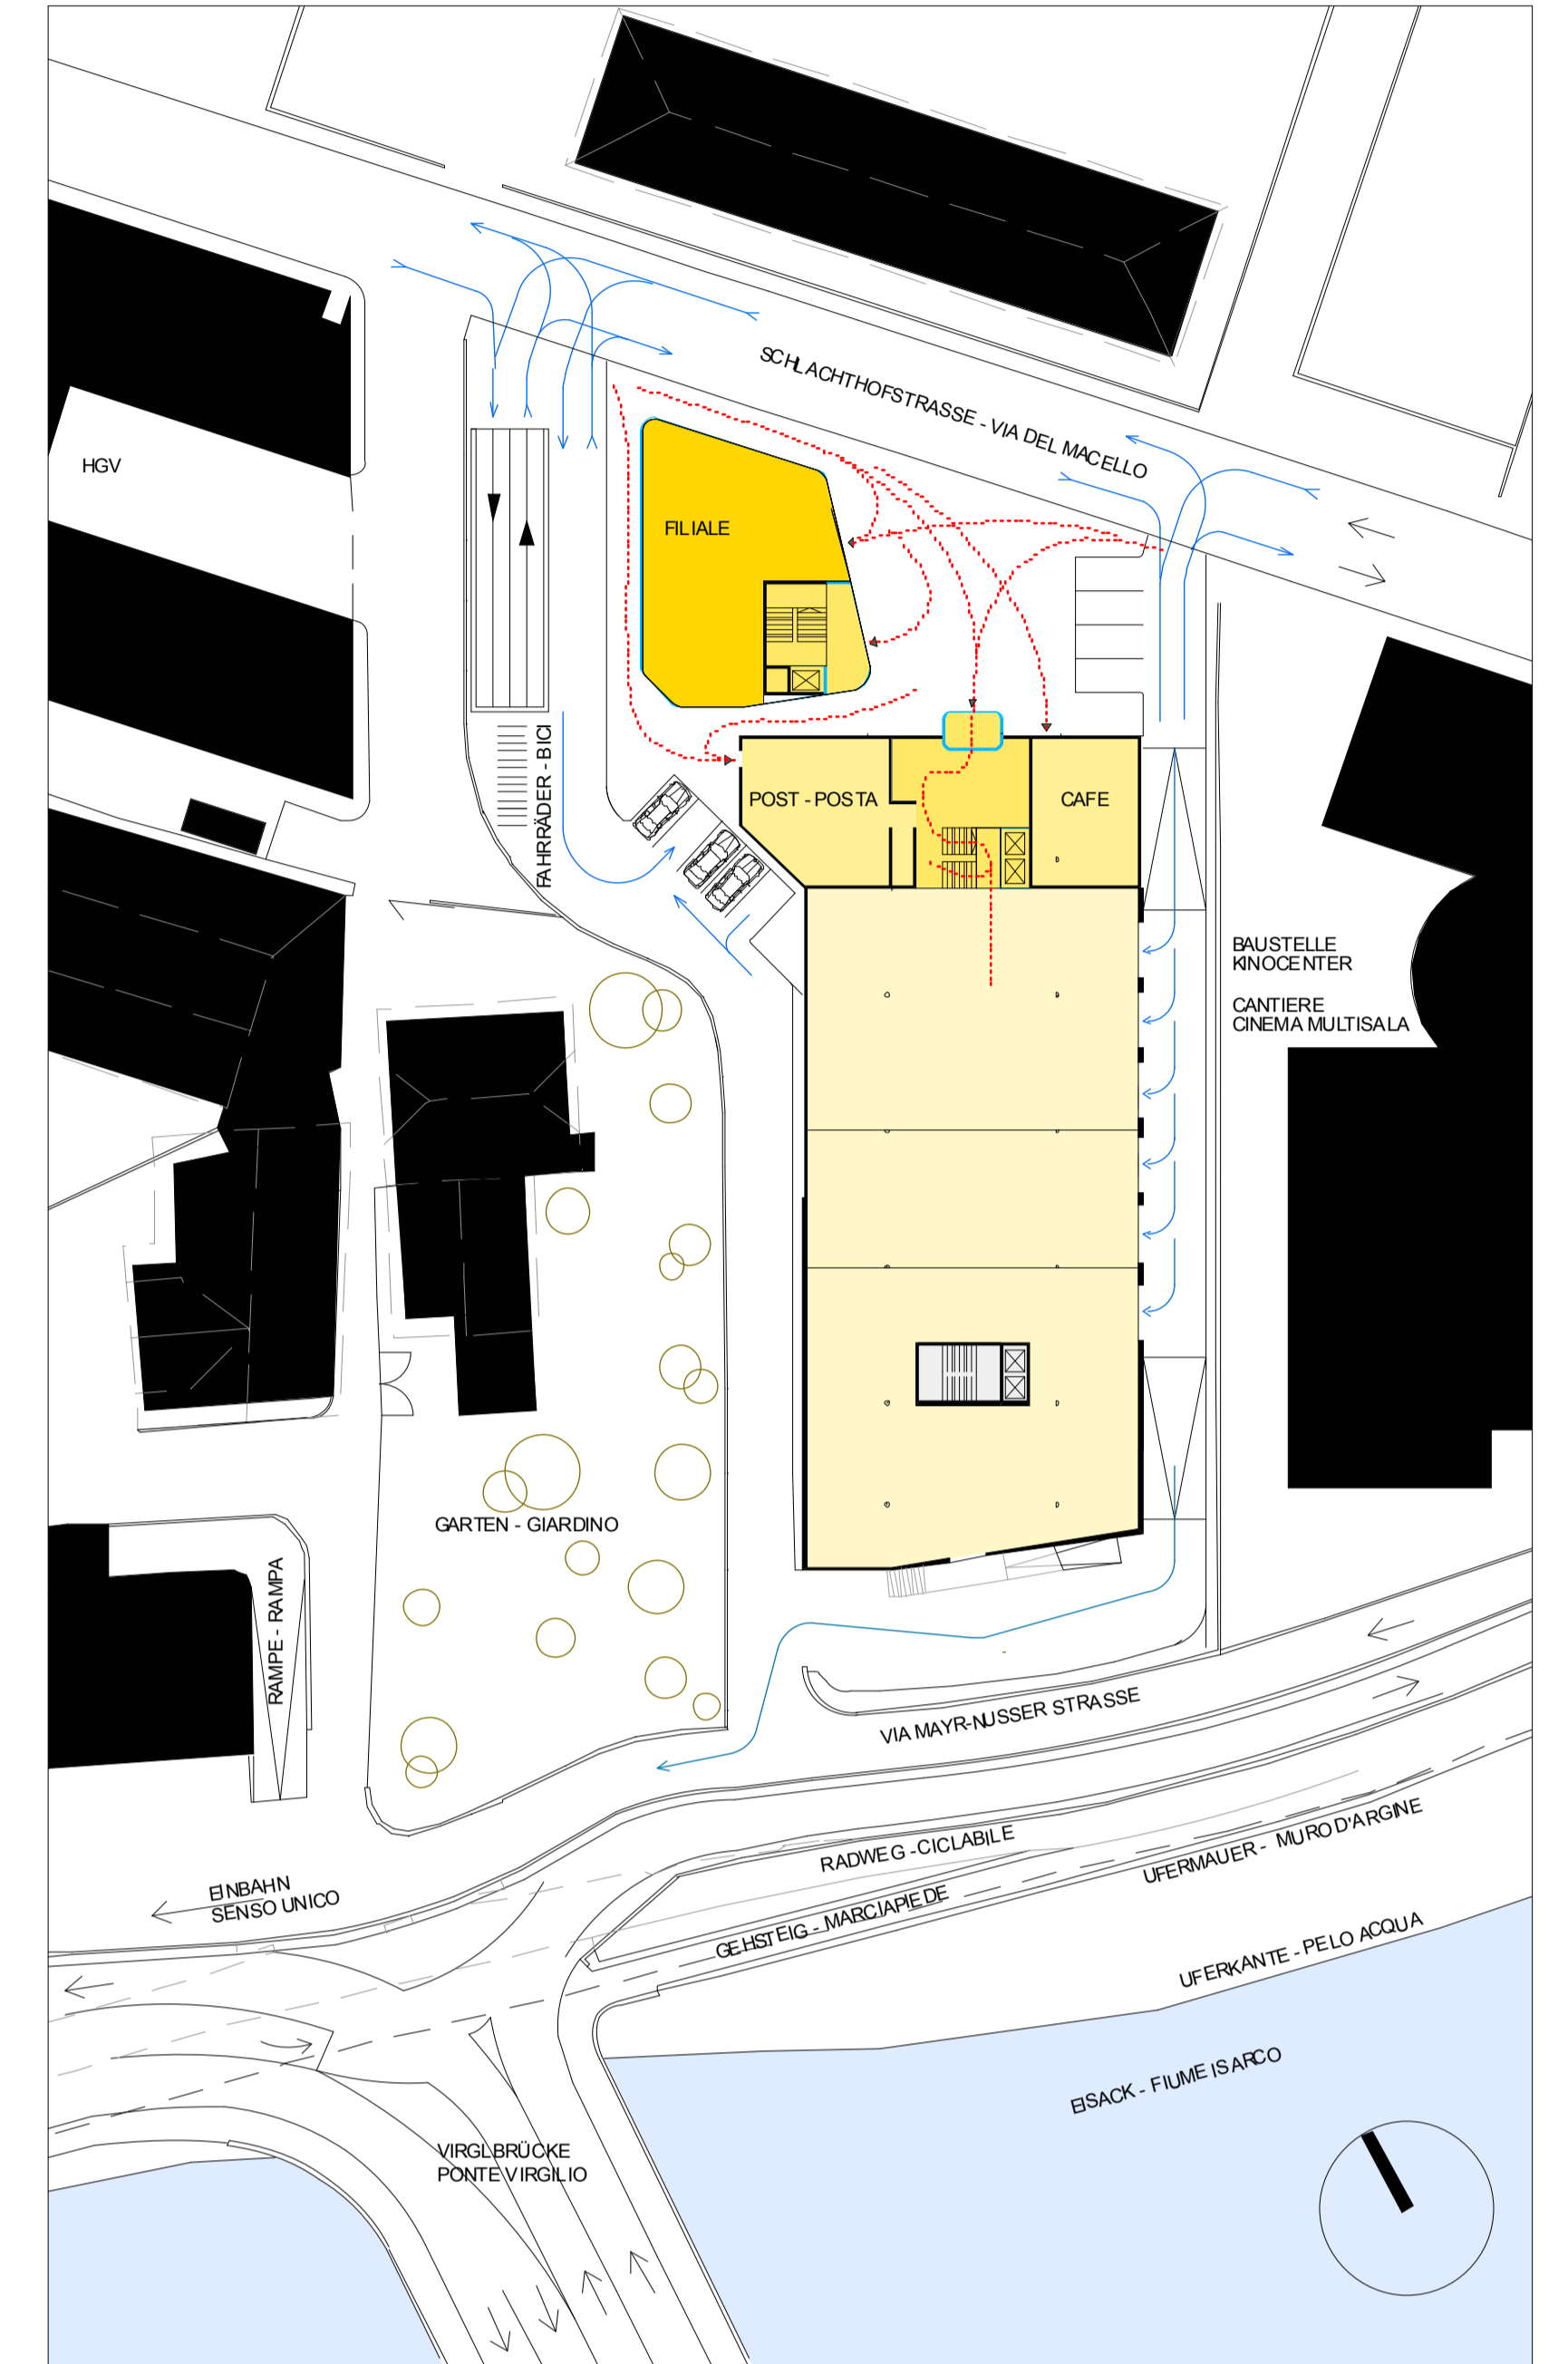 SCHLACHTHOFSTRASSE - VIA DEL MACELLO
HGV
FILIALE
FAHRRÄDER - BICI
POST - POSTA
CAFE
BAUSTELLE
KINOCENTER
CANTIERE
CINEMA MULTISALA
GARTEN - GIARDINO
RAMPE - RAMPA
VIA MAYR-NUSSER STRASSE
RADWEG - CICLABILE
UFERMAUER - MURO D'ARGINE
EINBAHN
SENSO UNICO
GEHSTEIG - MARCIAPIEDE
UFERKANTE - PELO ACQUA
EISACK - FIUME ISARCO
VIRGLBRÜCKE
PONTE VIRGILIO